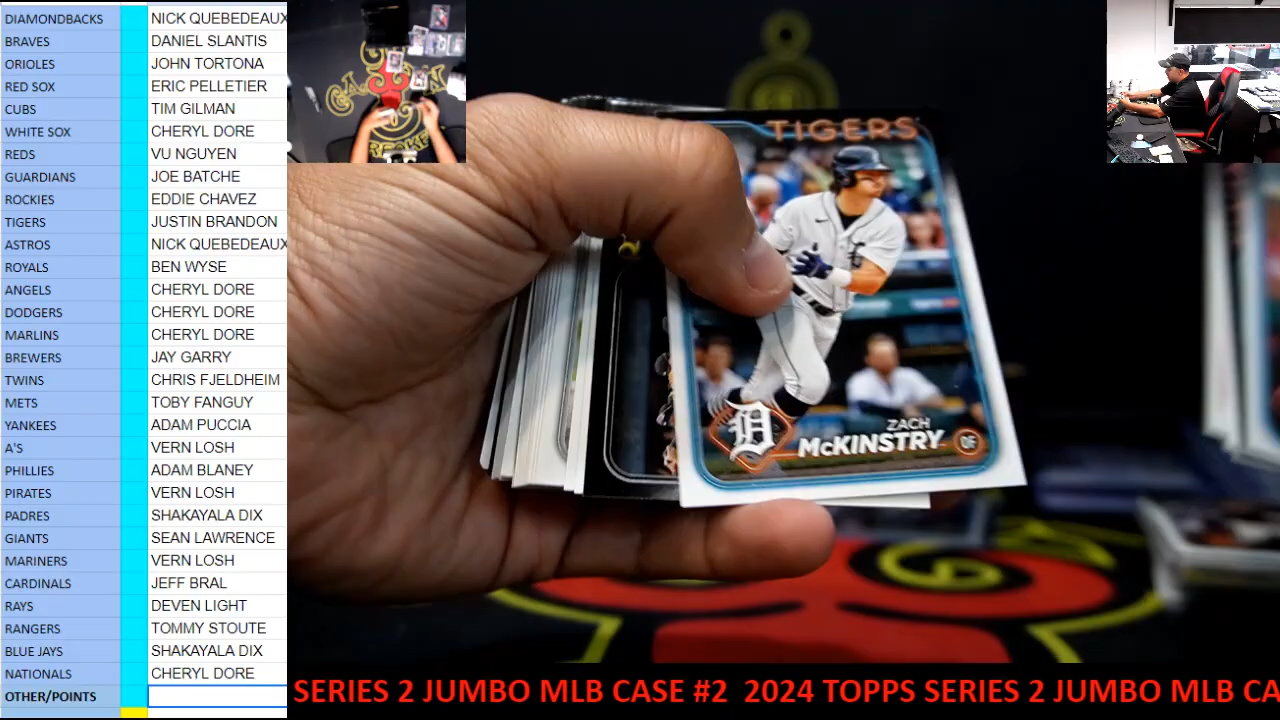 DIAMONDBACKS NICK QUEBEDEAUX
BRAVES DANIEL SLANTIS
ORIOLES JOHN TORTONA
RED SOX ERIC PELLETIER
CUBS TIM GILMAN
WHITE SOX CHERYL DORE
REDS VU NGUYEN
GUARDIANS JOE BATCHE
ROCKIES EDDIE CHAVEZ
TIGERS JUSTIN BRANDON
ASTROS NICK QUEBEDEAUX
ROYALS BEN WYSE
ANGELS CHERYL DORE
DODGERS CHERYL DORE
MARLINS CHERYL DORE
BREWERS JAY GARRY
TWINS CHRIS FJELDHEIM
METS TOBY FANGUY
YANKEES ADAM PUCCIA
A'S VERN LOSH
PHILLIES ADAM BLANEY
PIRATES VERN LOSH
PADRES SHAKAYALA DIX
GIANTS SEAN LAWRENCE
MARINERS VERN LOSH
CARDINALS JEFF BRAL
RAYS DEVEN LIGHT
RANGERS TOMMY STOUTE
BLUE JAYS SHAKAYALA DIX
NATIONALS CHERYL DORE
OTHER/POINTS
TIGERS
D
ZACH
McKINSTRY OF
SERIES 2 JUMBO MLB CASE #2 2024 TOPPS SERIES 2 JUMBO MLB CA